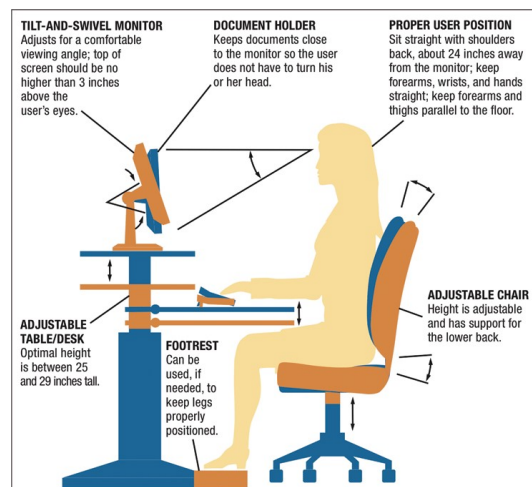 TILT-AND-SWIVEL MONITOR
Adjusts for a comfortable
viewing angle; top of
screen should be no
higher than 3 inches
above the
user's eyes.
DOCUMENT HOLDER
Keeps documents close
to the monitor so the user
does not have to turn his
or her head.
PROPER USER POSITION
Sit straight with shoulders
back, about 24 inches away
from the monitor; keep
forearms, wrists, and hands
straight; keep forearms and
thighs parallel to the floor.
ADJUSTABLE
TABLE/DESK
Optimal height
is between 25
and 29 inches tall.
FOOTREST
Can be
used, if
needed, to
keep legs
properly
positioned.
ADJUSTABLE CHAIR
Height is adjustable
and has support for
the lower back.